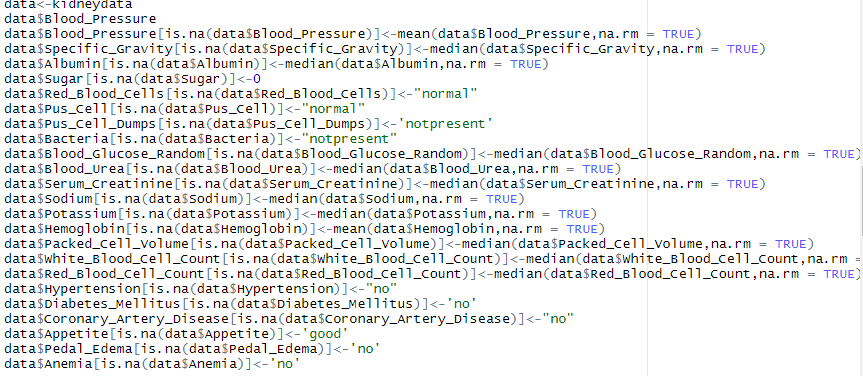 data<-kidneydata
data$Blood_Pressure
data$Blood_Pressure[is.na(data$Blood_Pressure)]<-mean(data$Blood_Pressure,na.rm = TRUE)
data$Specific_Gravity[is.na(data$Specific_Gravity)]<-median(data$Specific_Gravity,na.rm = TRUE)
data$Albumin[is.na(data$Albumin)]<-median(data$Albumin,na.rm = TRUE)
data$Sugar[is.na(data$Sugar)]<-0
data$Red_Blood_Cells[is.na(data$Red_Blood_Cells)]<-"normal"
data$Pus_Cell[is.na(data$Pus_Cell)]<-"normal"
data$Pus_Cell_Dumps[is.na(data$Pus_Cell_Dumps)]<-'notpresent'
data$Bacteria[is.na(data$Bacteria)]<-"notpresent"
data$Blood_Glucose_Random[is.na(data$Blood_Glucose_Random)]<-median(data$Blood_Glucose_Random,na.rm = TRUE)
data$Blood_Urea[is.na(data$Blood_Urea)]<-median(data$Blood_Urea,na.rm = TRUE)
data$Serum_Creatinine[is.na(data$Serum_Creatinine)]<-median(data$Serum_Creatinine,na.rm = TRUE)
data$Sodium[is.na(data$Sodium)]<-median(data$Sodium,na.rm = TRUE)
data$Potassium[is.na(data$Potassium)]<-median(data$Potassium,na.rm = TRUE)
data$Hemoglobin[is.na(data$Hemoglobin)]<-mean(data$Hemoglobin,na.rm = TRUE)
data$Packed_Cell_Volume[is.na(data$Packed_Cell_Volume)]<-median(data$Packed_Cell_Volume,na.rm = TRUE)
data$White_Blood_Cell_Count[is.na(data$White_Blood_Cell_Count)]<-median(data$White_Blood_Cell_Count,na.rm =
data$Red_Blood_Cell_Count[is.na(data$Red_Blood_Cell_Count)]<-median(data$Red_Blood_Cell_Count,na.rm = TRUE)
data$Hypertension[is.na(data$Hypertension)]<-"no"
data$Diabetes_Mellitus[is.na(data$Diabetes_Mellitus)]<-'no'
data$Coronary_Artery_Disease[is.na(data$Coronary_Artery_Disease)]<-"no"
data$Appetite[is.na(data$Appetite)]<-'good'
data$Pedal_Edema[is.na(data$Pedal_Edema)]<-'no'
data$Anemia[is.na(data$Anemia)]<-'no'